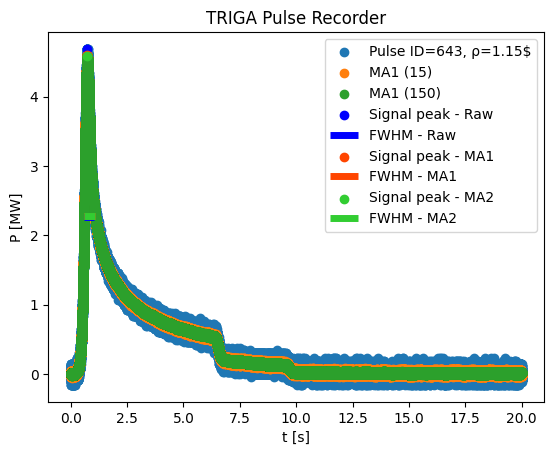 TRIGA Pulse Recorder
Pulse ID=643, ρ=1.15$
MA1 (15)
MA1 (150)
Signal peak - Raw
FWHM - Raw
Signal peak - MA1
FWHM - MA1
Signal peak - MA2
FWHM - MA2
P [MW]
4
3
2
1
0
0.0 2.5 5.0 7.5 10.0 12.5 15.0 17.5 20.0
t [s]